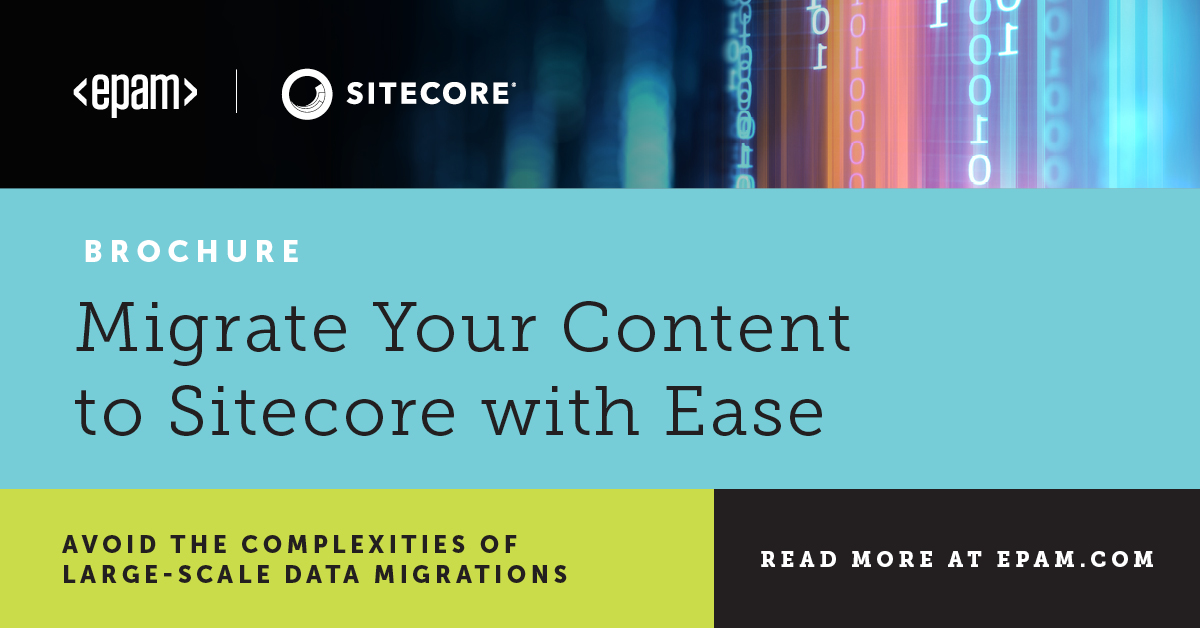 <epam> | SITECORE®
BROCHURE
Migrate Your Content
to Sitecore with Ease
AVOID THE COMPLEXITIES OF
LARGE-SCALE DATA MIGRATIONS
READ MORE AT EPAM.COM